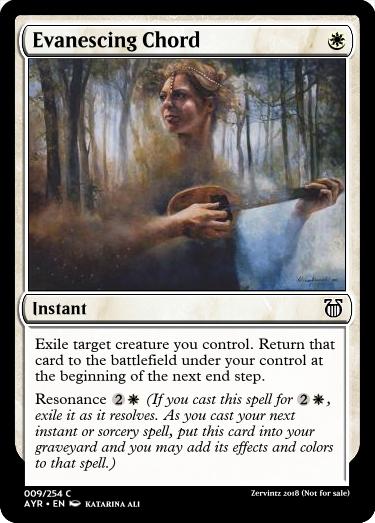 Evanescing Chord
Instant
Exile target creature you control. Return that
card to the battlefield under your control at
the beginning of the next end step.
Resonance 2 (If you cast this spell for 2 ,
exile it as it resolves. As you cast your next
instant or sorcery spell, put this card into your
graveyard and you may add its effects and colors
to that spell.)
009/254 C
AYR • EN KATARINA ALI
Zervintz 2018 (Not for sale)